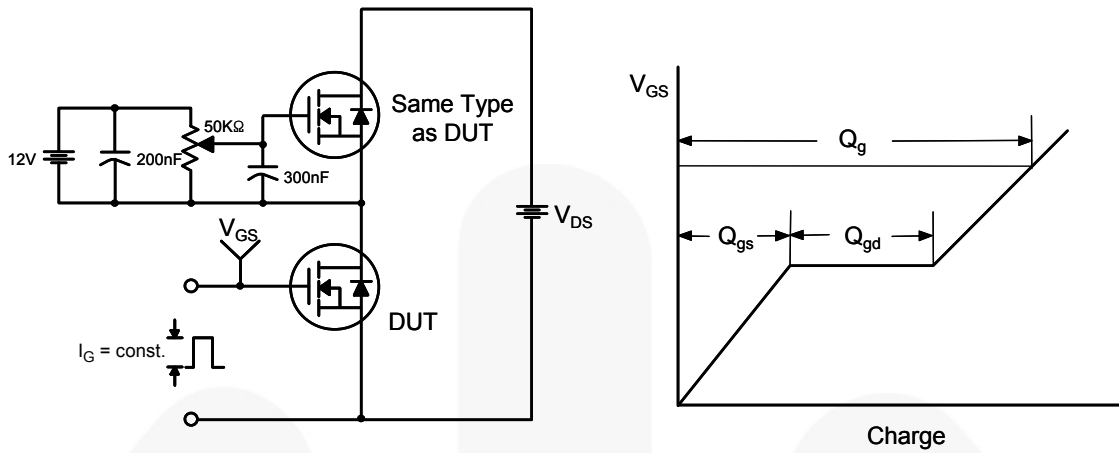 12V
200nF
50KΩ
300nF
Same Type
as DUT
V_DS
V_GS
DUT
I_G = const.
V_GS
Q_g
Q_gs
Q_gd
Charge